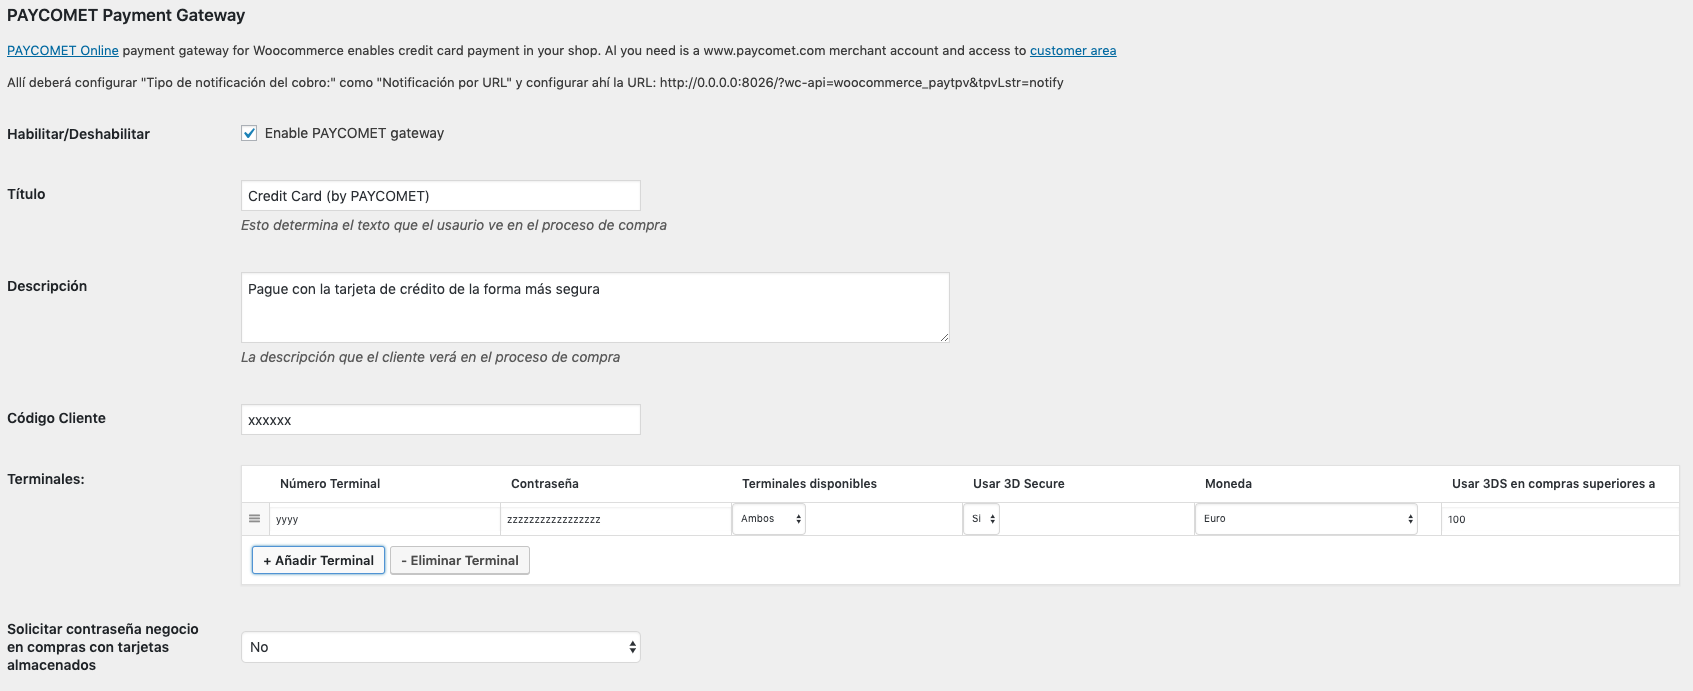 PAYCOMET Payment Gateway
PAYCOMET Online payment gateway for Woocommerce enables credit card payment in your shop. Al you need is a www.paycomet.com merchant account and access to customer area
Allí deberá configurar "Tipo de notificación del cobro:" como "Notificación por URL" y configurar ahí la URL: http://0.0.0.0:8026/?wc-api=woocommerce_paytpv&tpvLstr=notify
Habilitar/Deshabilitar Enable PAYCOMET gateway
Título Credit Card (by PAYCOMET)
Esto determina el texto que el usaurio ve en el proceso de compra
Descripción Pague con la tarjeta de crédito de la forma más segura
La descripción que el cliente verá en el proceso de compra
Código Cliente xxxxxx
Terminales: Número Terminal Contraseña Terminales disponibles Usar 3D Secure Moneda Usar 3DS en compras superiores a
yyyy zzzzzzzzzzzzzzzzz Ambos Si Euro 100
+ Añadir Terminal - Eliminar Terminal
Solicitar contraseña negocio
en compras con tarjetas
almacenados
No